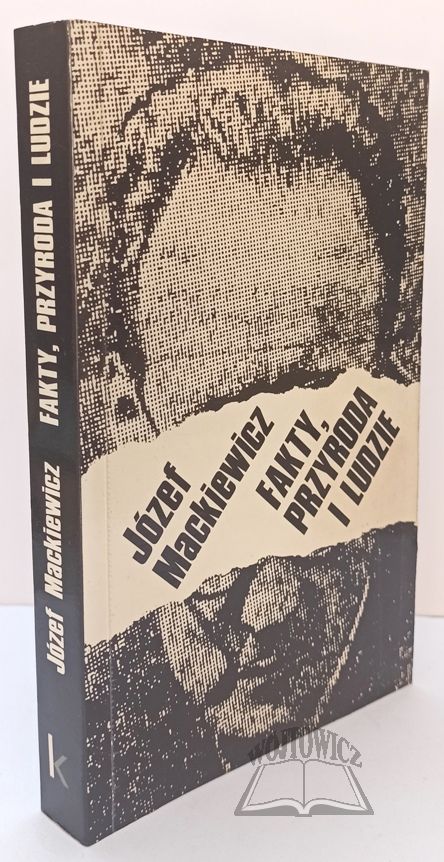 Józef Mackiewicz FAKTY, PRZYRODA I LUDZIE
k
Józef
Mackiewicz
FAKTY,
PRZYRODA
I LUDZIE
WÓJTOWICZ